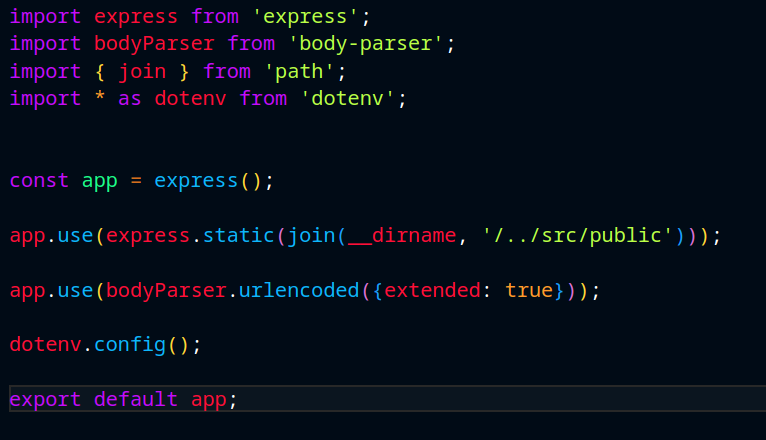 import express from 'express';
import bodyParser from 'body-parser';
import { join } from 'path';
import * as dotenv from 'dotenv';
const app = express();
app.use(express.static(join(__dirname, '/../src/public')));
app.use(bodyParser.urlencoded({extended: true}));
dotenv.config();
export default app;